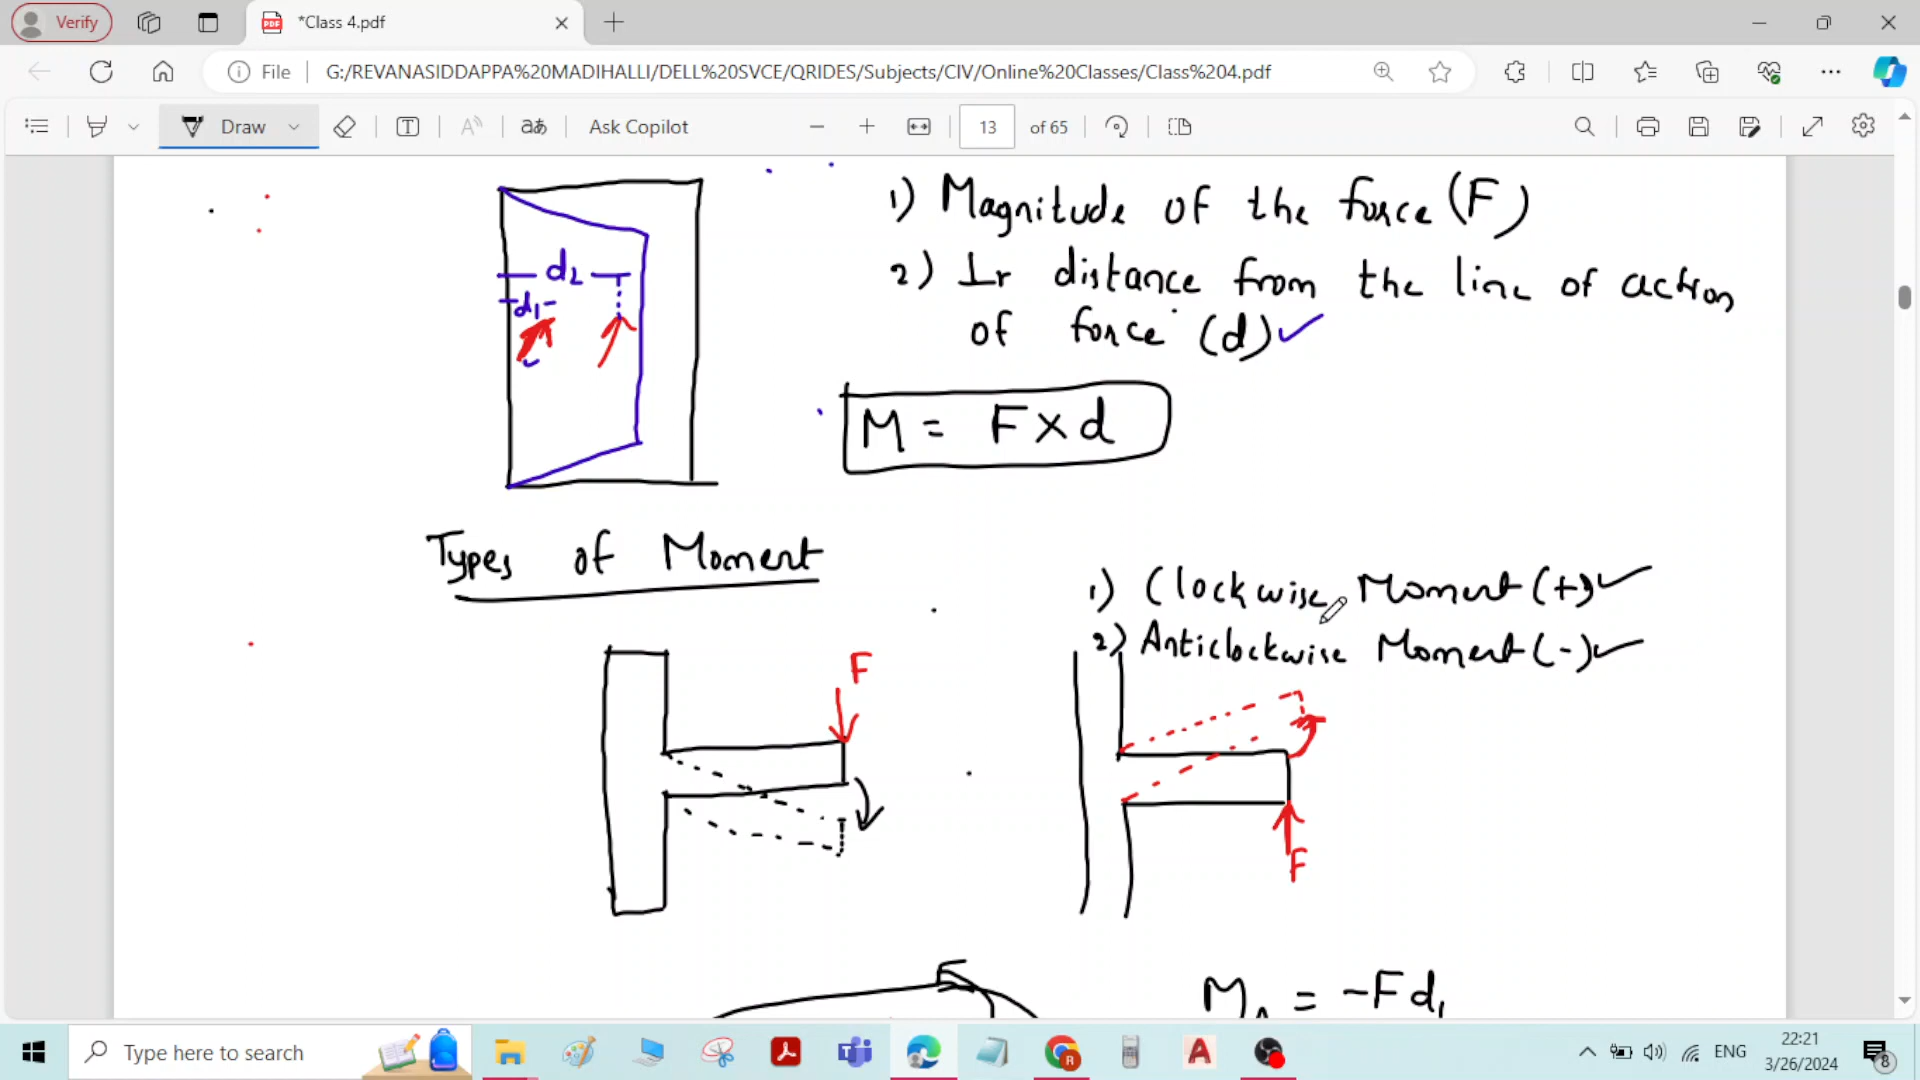 Verify
*Class 4.pdf
File
G:/REVANASIDDAPPA%20MADIHALLI/DELL%20SVCE/QRIDES/Subjects/CIV/Online%20Classes/Class%204.pdf
Draw
Ask Copilot
13 of 65
1) Magnitude of the force (F)
2) ⊥r distance from the line of action
of force (d) ✓
d2
d1
M = F × d
Types of Moment
1) Clockwise Moment (+) ✓
2) Anticlockwise Moment (-) ✓
F
F
M = -Fd1
Type here to search
ENG
22:21
3/26/2024
8